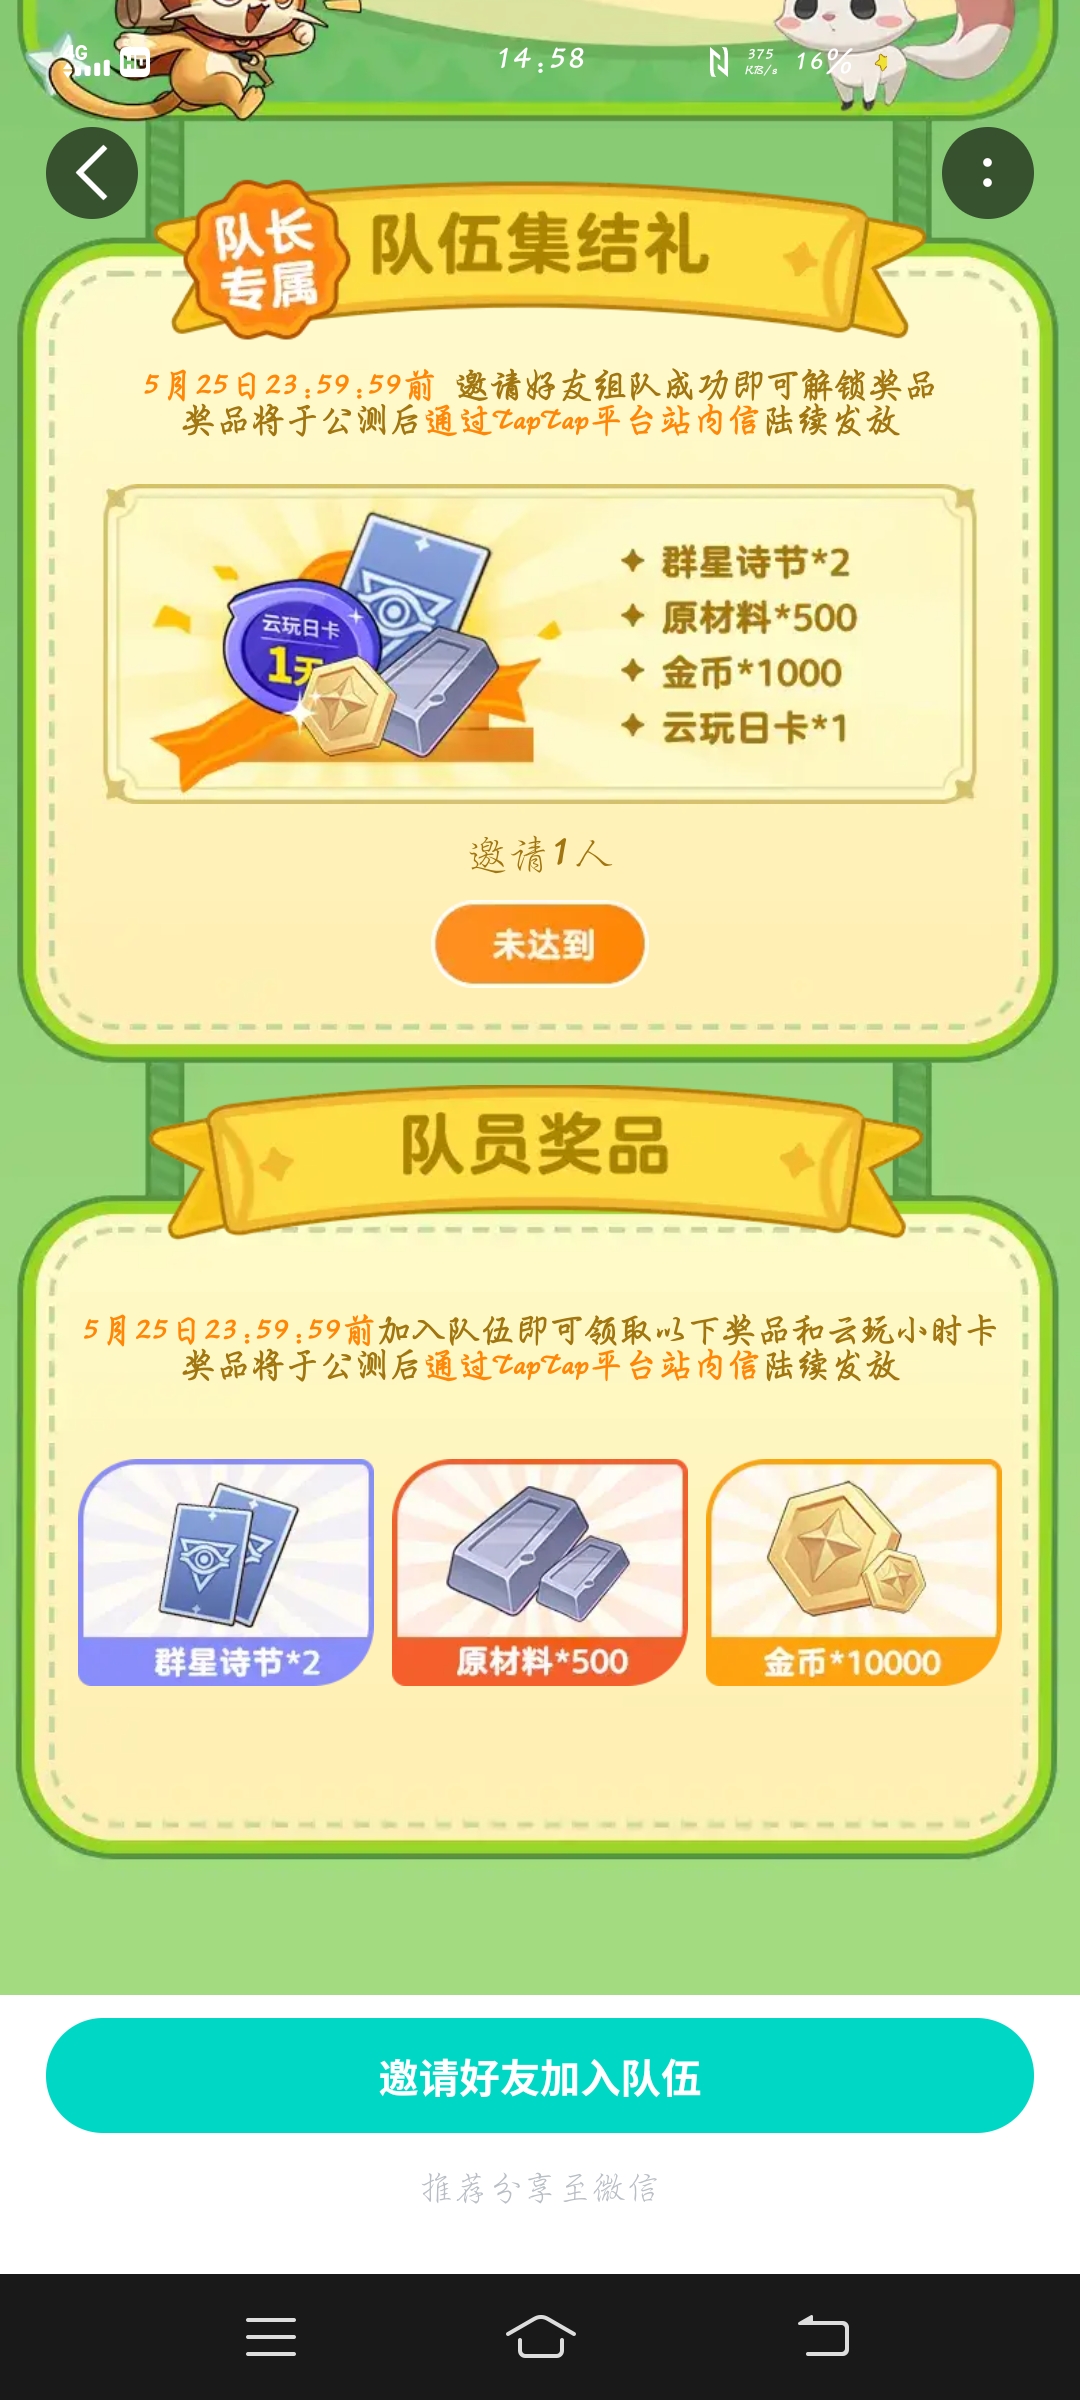 4G
HD
14:58
375
KB/s
16%
队长
专属
队伍集结礼
5月25日23:59:59前 邀请好友组队成功即可解锁奖品
奖品将于公测后通过TapTap平台站内信陆续发放
云玩日卡
1天
群星诗节*2
原材料*500
金币*1000
云玩日卡*1
邀请1人
未达到
队员奖品
5月25日23:59:59前加入队伍即可领取以下奖品和云玩小时卡
奖品将于公测后通过TapTap平台站内信陆续发放
群星诗节*2
原材料*500
金币*10000
邀请好友加入队伍
推荐分享至微信